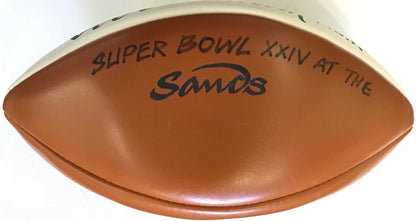 SUPER BOWL XXIV AT THE
Sands